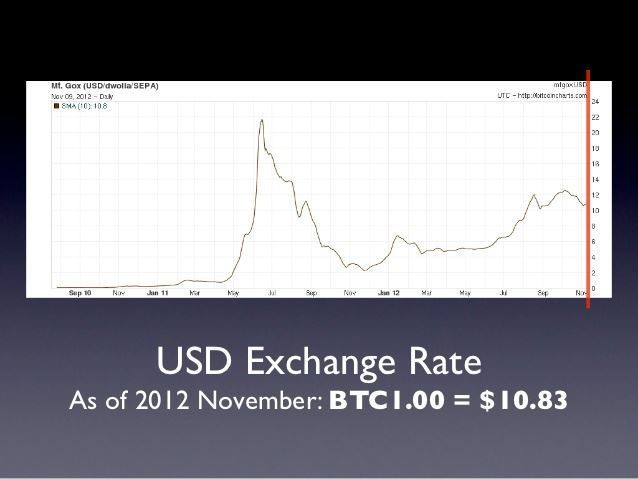 Mt. Gox (USD/dwolla/SEPA)
mtgoxUSD
Nov 09, 2012 - Daily
UTC - http://bitcoincharts.com
SMA (10): 10.8
24
22
20
18
16
14
12
10
8
6
4
2
0
Sep 10 Nov Jan 11 Mar May Jul Sep Nov Jan 12 Mar May Jul Sep Nov
USD Exchange Rate
As of 2012 November: BTC1.00 = $10.83